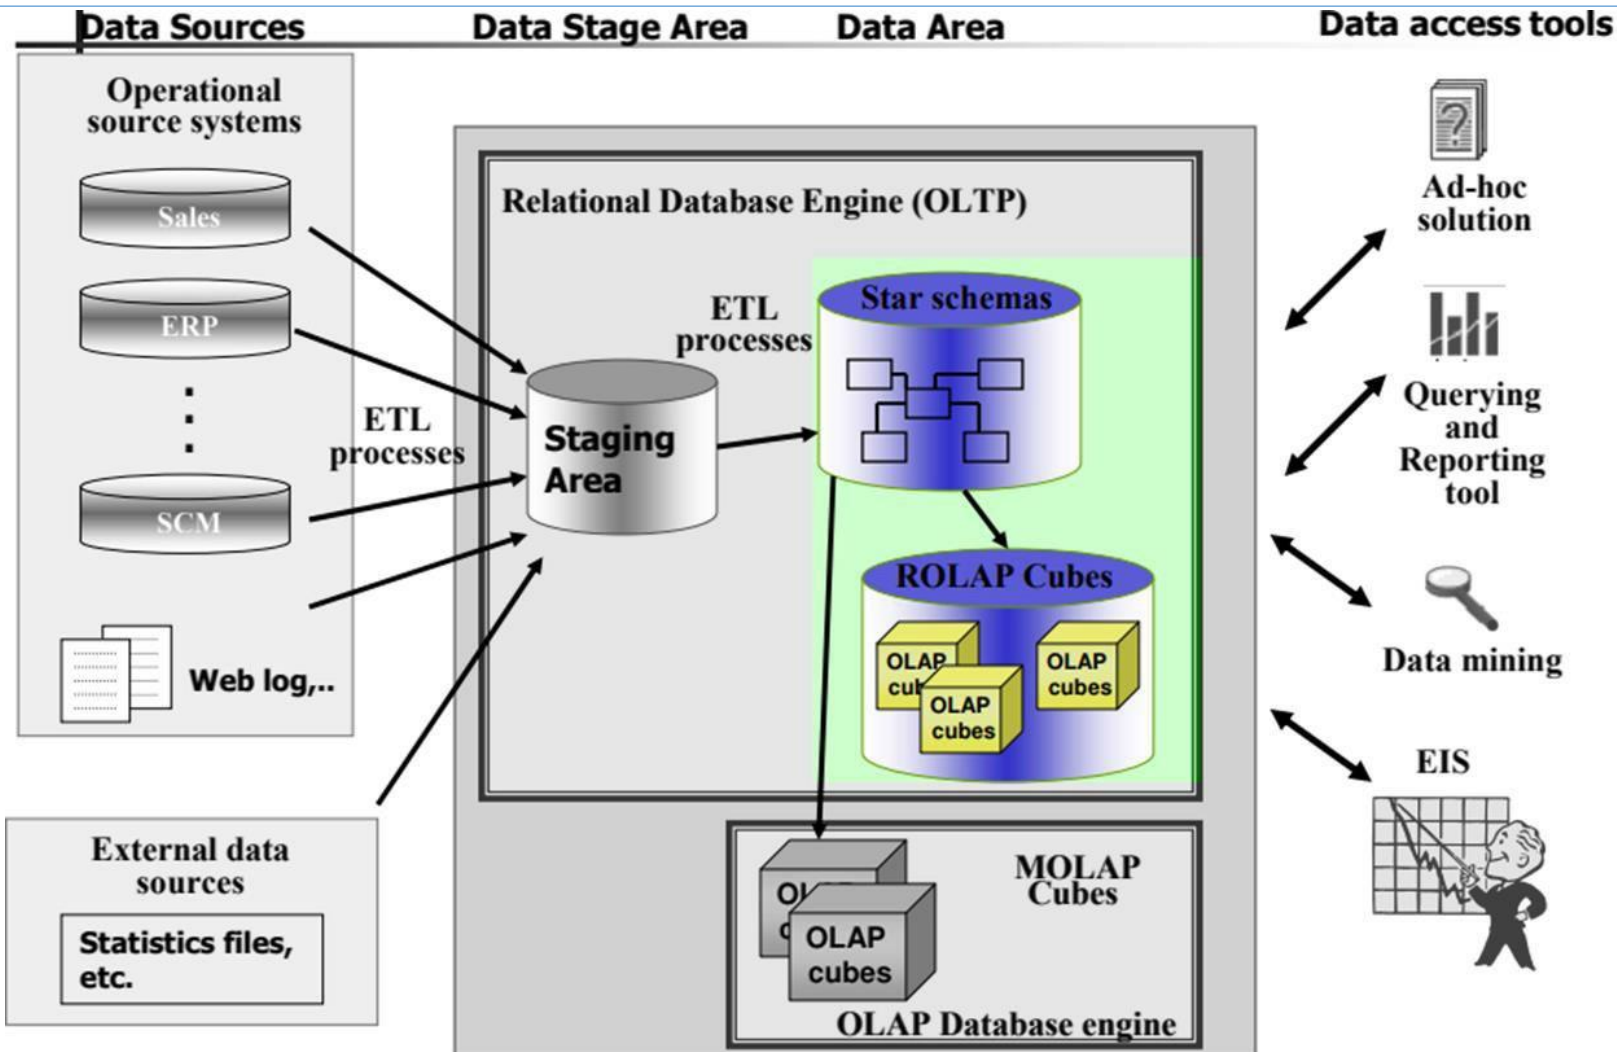 Data Sources
Data Stage Area
Data Area
Data access tools
Operational
source systems
Sales
ERP
SCM
Web log,..
External data
sources
Statistics files,
etc.
ETL
processes
Relational Database Engine (OLTP)
Staging
Area
ETL
processes
Star schemas
ROLAP Cubes
OLAP
cub
OLAP
cubes
OLAP
cubes
MOLAP
Cubes
OLAP
cubes
OLAP Database engine
?
Ad-hoc
solution
Querying
and
Reporting
tool
Data mining
EIS